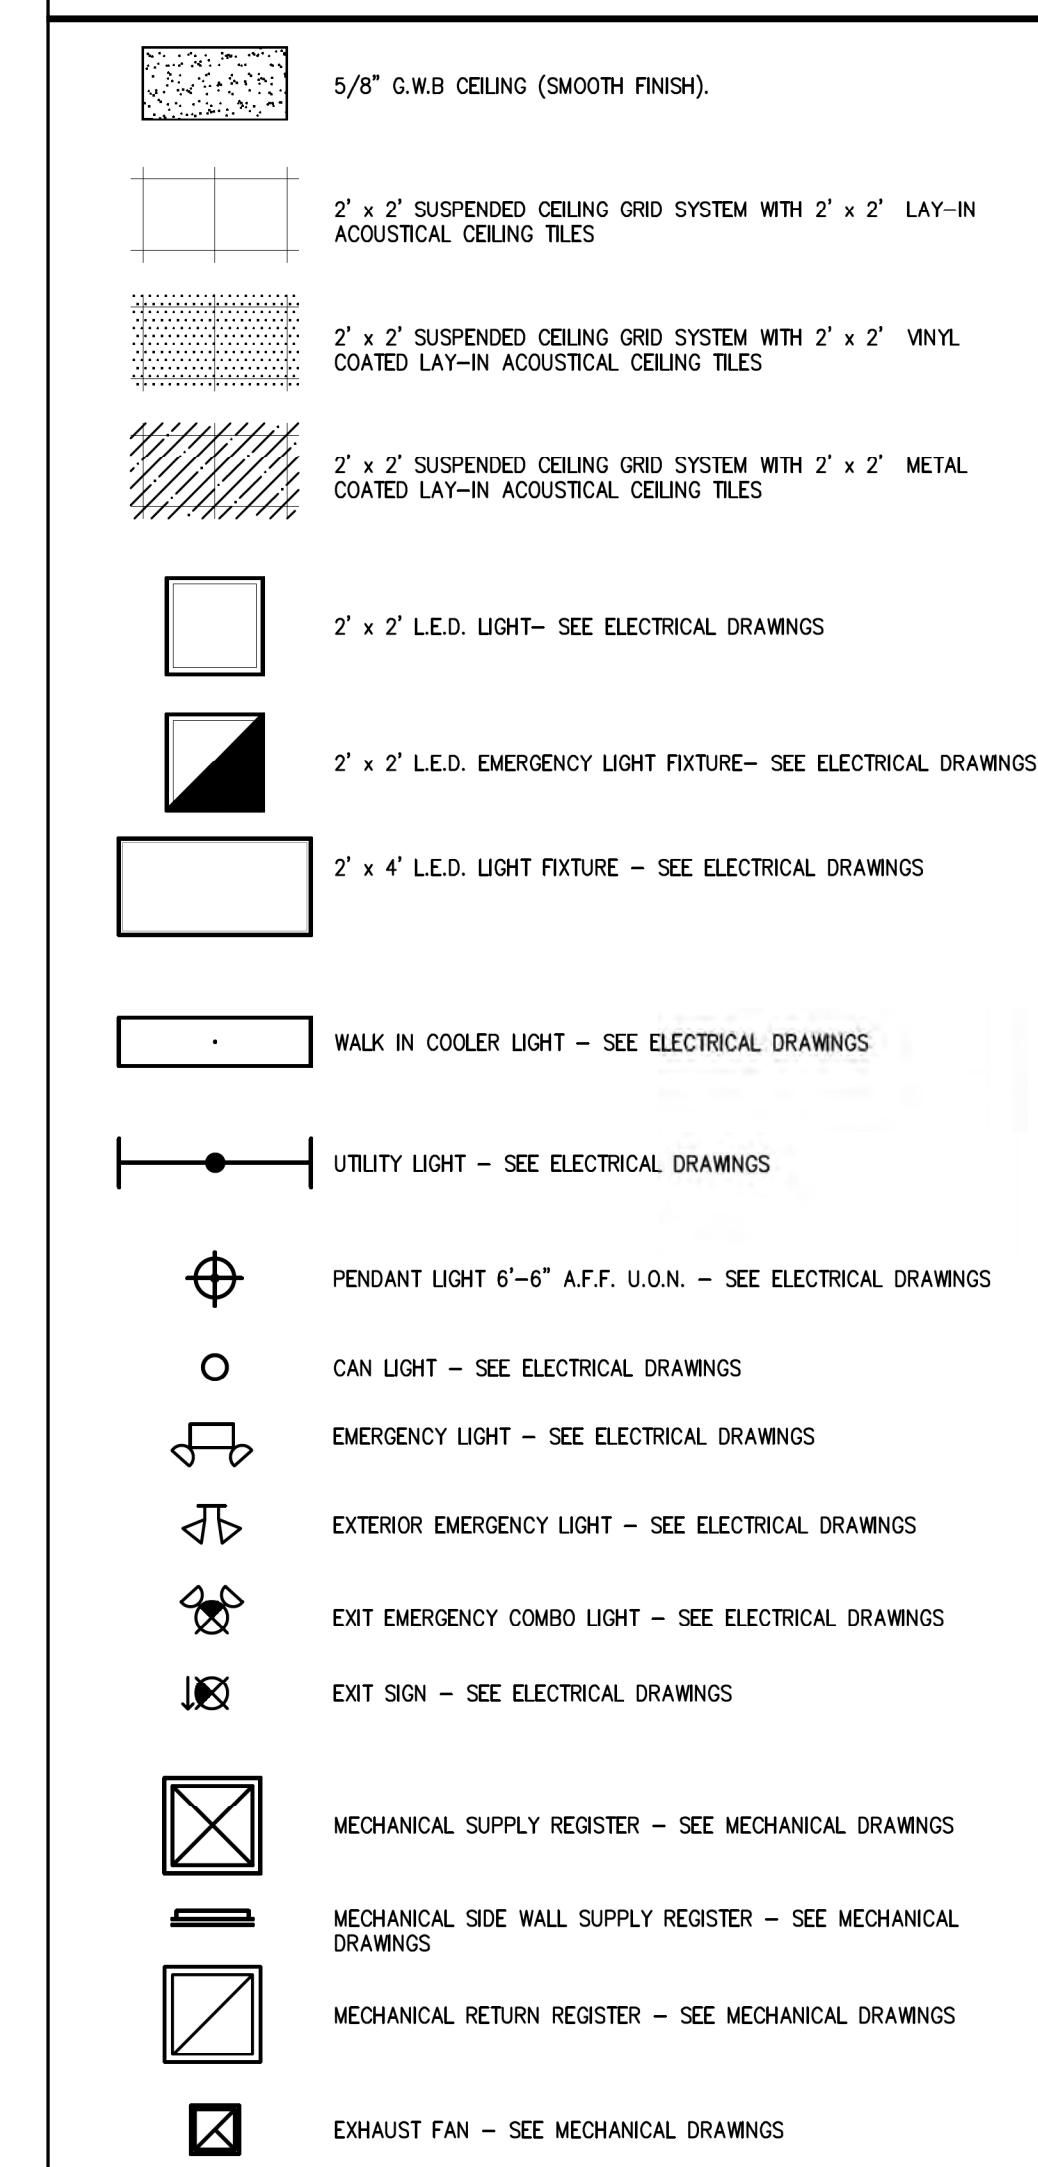 5/8" G.W.B CEILING (SMOOTH FINISH).
2' x 2' SUSPENDED CEILING GRID SYSTEM WITH 2' x 2' LAY-IN
ACOUSTICAL CEILING TILES
2' x 2' SUSPENDED CEILING GRID SYSTEM WITH 2' x 2' VINYL
COATED LAY-IN ACOUSTICAL CEILING TILES
2' x 2' SUSPENDED CEILING GRID SYSTEM WITH 2' x 2' METAL
COATED LAY-IN ACOUSTICAL CEILING TILES
2' x 2' L.E.D. LIGHT- SEE ELECTRICAL DRAWINGS
2' x 2' L.E.D. EMERGENCY LIGHT FIXTURE- SEE ELECTRICAL DRAWINGS
2' x 4' L.E.D. LIGHT FIXTURE - SEE ELECTRICAL DRAWINGS
WALK IN COOLER LIGHT - SEE ELECTRICAL DRAWINGS
UTILITY LIGHT - SEE ELECTRICAL DRAWINGS
PENDANT LIGHT 6'-6" A.F.F. U.O.N. - SEE ELECTRICAL DRAWINGS
CAN LIGHT - SEE ELECTRICAL DRAWINGS
EMERGENCY LIGHT - SEE ELECTRICAL DRAWINGS
EXTERIOR EMERGENCY LIGHT - SEE ELECTRICAL DRAWINGS
EXIT EMERGENCY COMBO LIGHT - SEE ELECTRICAL DRAWINGS
EXIT SIGN - SEE ELECTRICAL DRAWINGS
MECHANICAL SUPPLY REGISTER - SEE MECHANICAL DRAWINGS
MECHANICAL SIDE WALL SUPPLY REGISTER - SEE MECHANICAL
DRAWINGS
MECHANICAL RETURN REGISTER - SEE MECHANICAL DRAWINGS
EXHAUST FAN - SEE MECHANICAL DRAWINGS